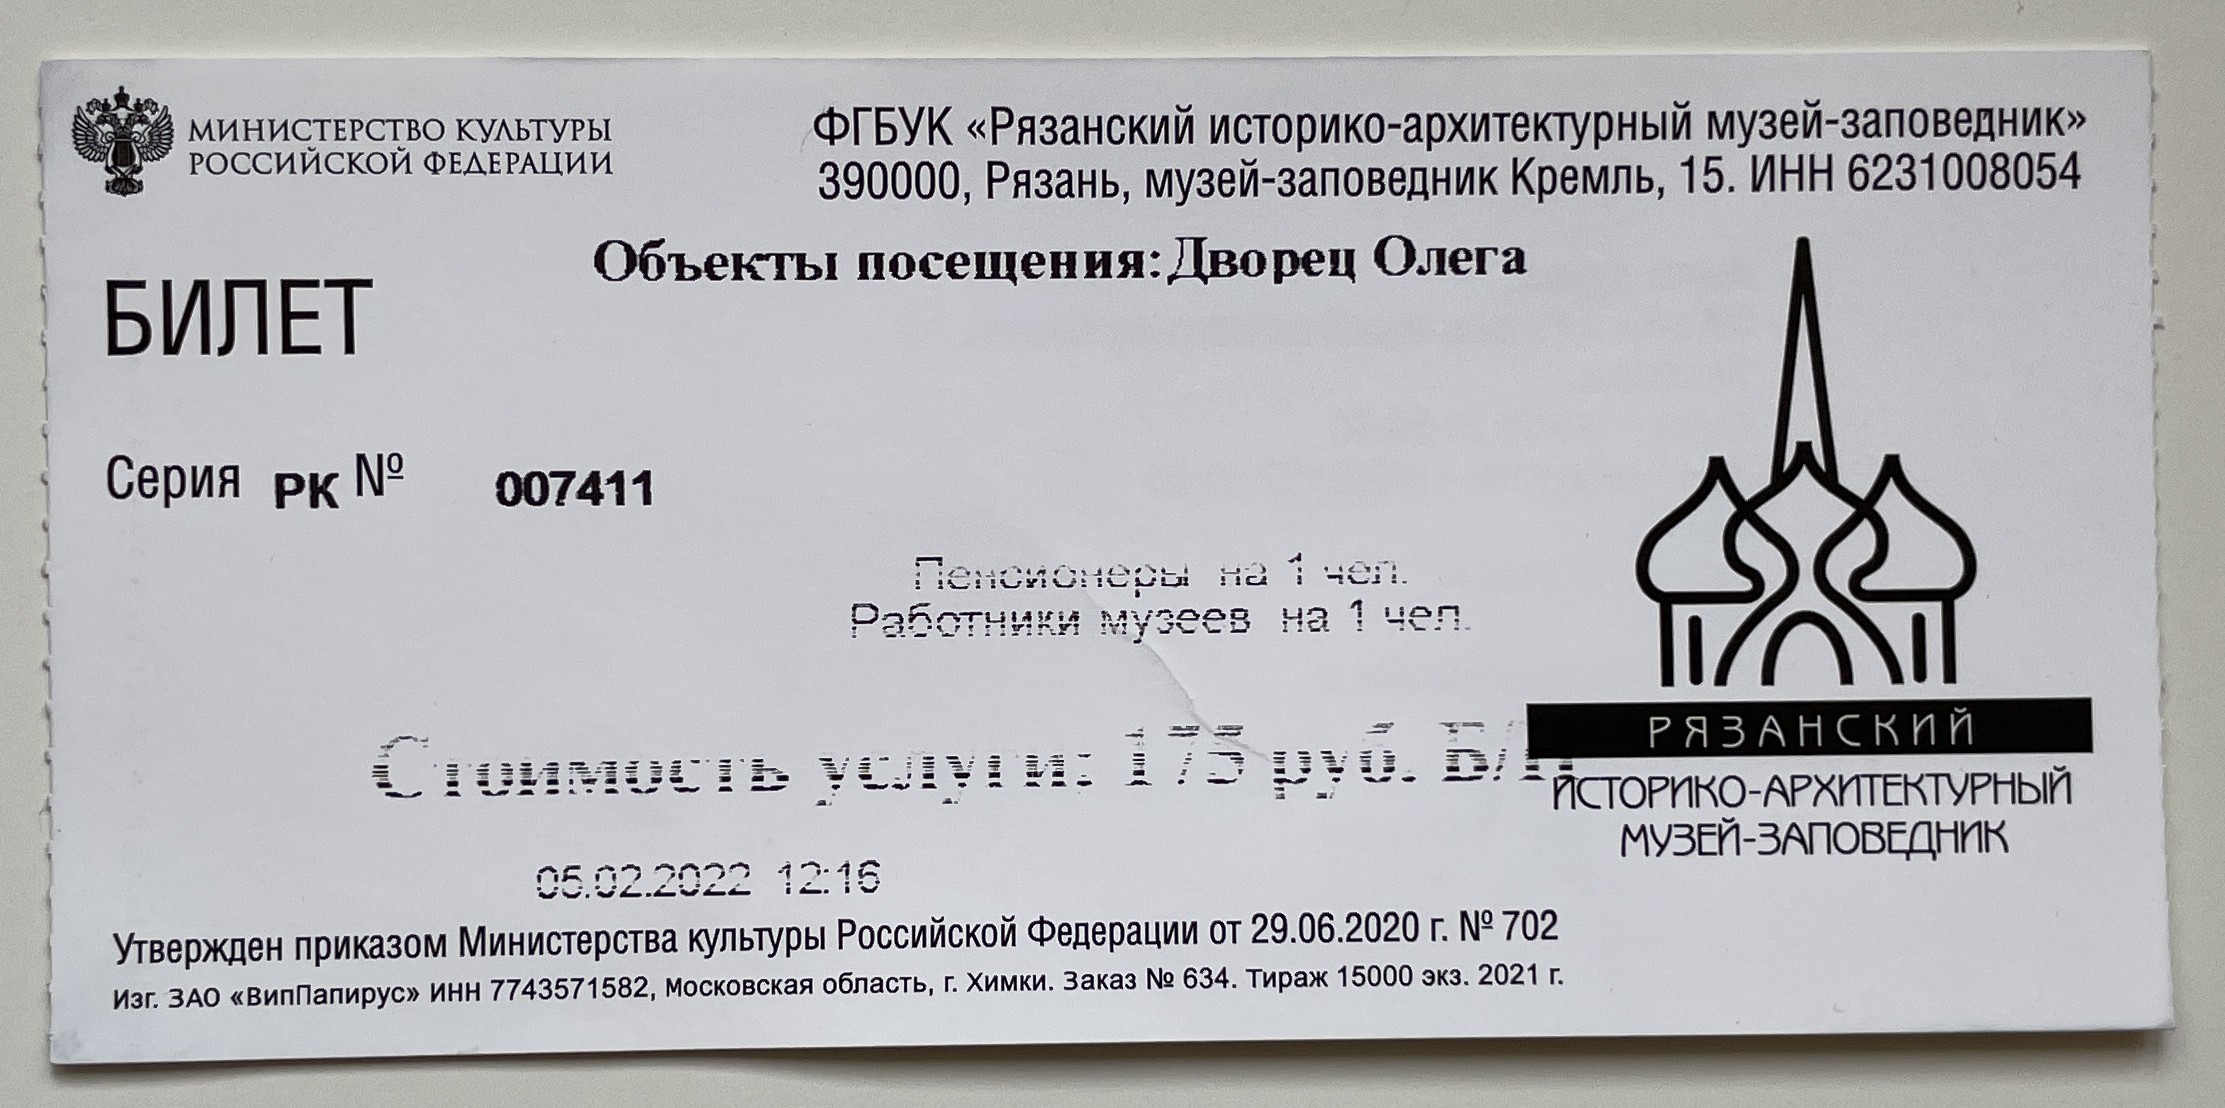 МИНИСТЕРСТВО КУЛЬТУРЫ
РОССИЙСКОЙ ФЕДЕРАЦИИ
ФГБУК «Рязанский историко-архитектурный музей-заповедник»
390000, Рязань, музей-заповедник Кремль, 15. ИНН 6231008054
Объекты посещения: Дворец Олега
БИЛЕТ
Серия РК № 007411
Пенсионеры на 1 чел.
Работники музеев на 1 чел.
Стоимость услуги: 175 руб. Б/Н
РЯЗАНСКИЙ
ИСТОРИКО-АРХИТЕКТУРНЫЙ
МУЗЕЙ-ЗАПОВЕДНИК
05.02.2022 12:16
Утвержден приказом Министерства культуры Российской Федерации от 29.06.2020 г. № 702
Изг. ЗАО «ВипПапирус» ИНН 7743571582, Московская область, г. Химки. Заказ № 634. Тираж 15000 экз. 2021 г.